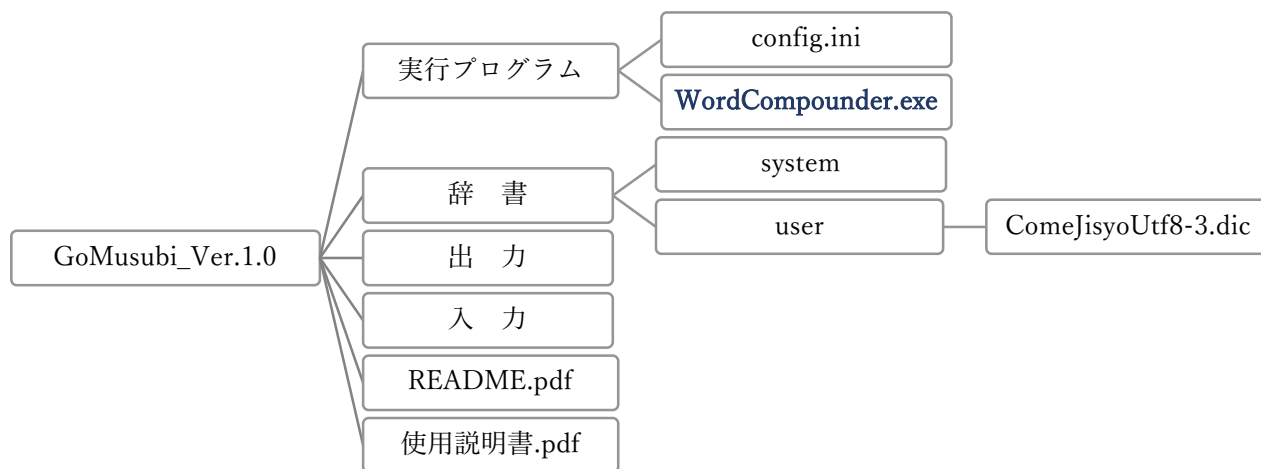 GoMusubi_Ver.1.0
実行プログラム
config.ini
WordCompounder.exe
辞　書
system
user
ComeJisyoUtf8-3.dic
出　力
入　力
README.pdf
使用説明書.pdf